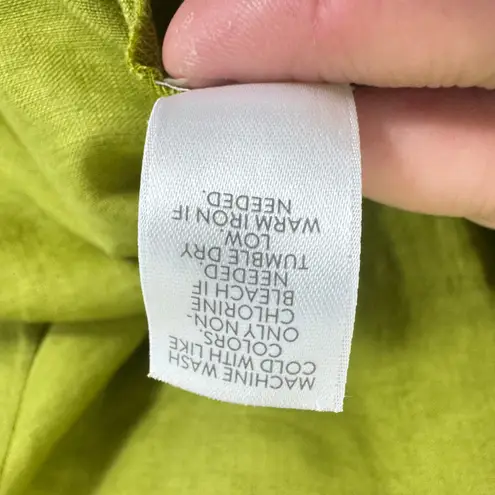 MACHINE WASH
COLD WITH LIKE
COLORS.
ONLY NON-
CHLORINE
BLEACH IF
NEEDED.
TUMBLE DRY
LOW
WARM IRON IF
NEEDED.